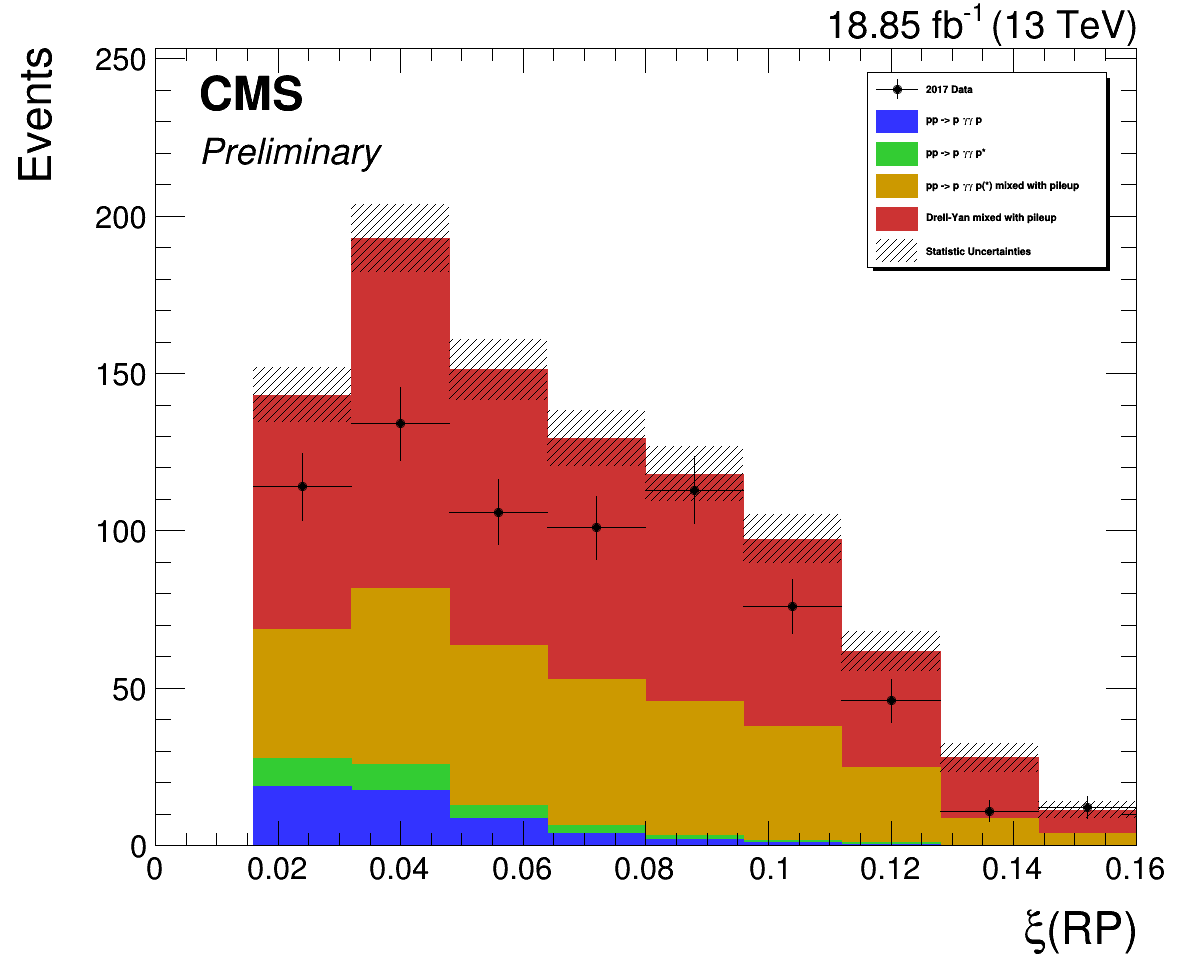 18.85 fb-1 (13 TeV)
Events
CMS
Preliminary
2017 Data
pp -> p γγ p
pp -> p γγ p*
pp -> p γγ p(*) mixed with pileup
Drell-Yan mixed with pileup
Statistic Uncertainties
250
200
150
100
50
0
0 0.02 0.04 0.06 0.08 0.1 0.12 0.14 0.16
ξ(RP)